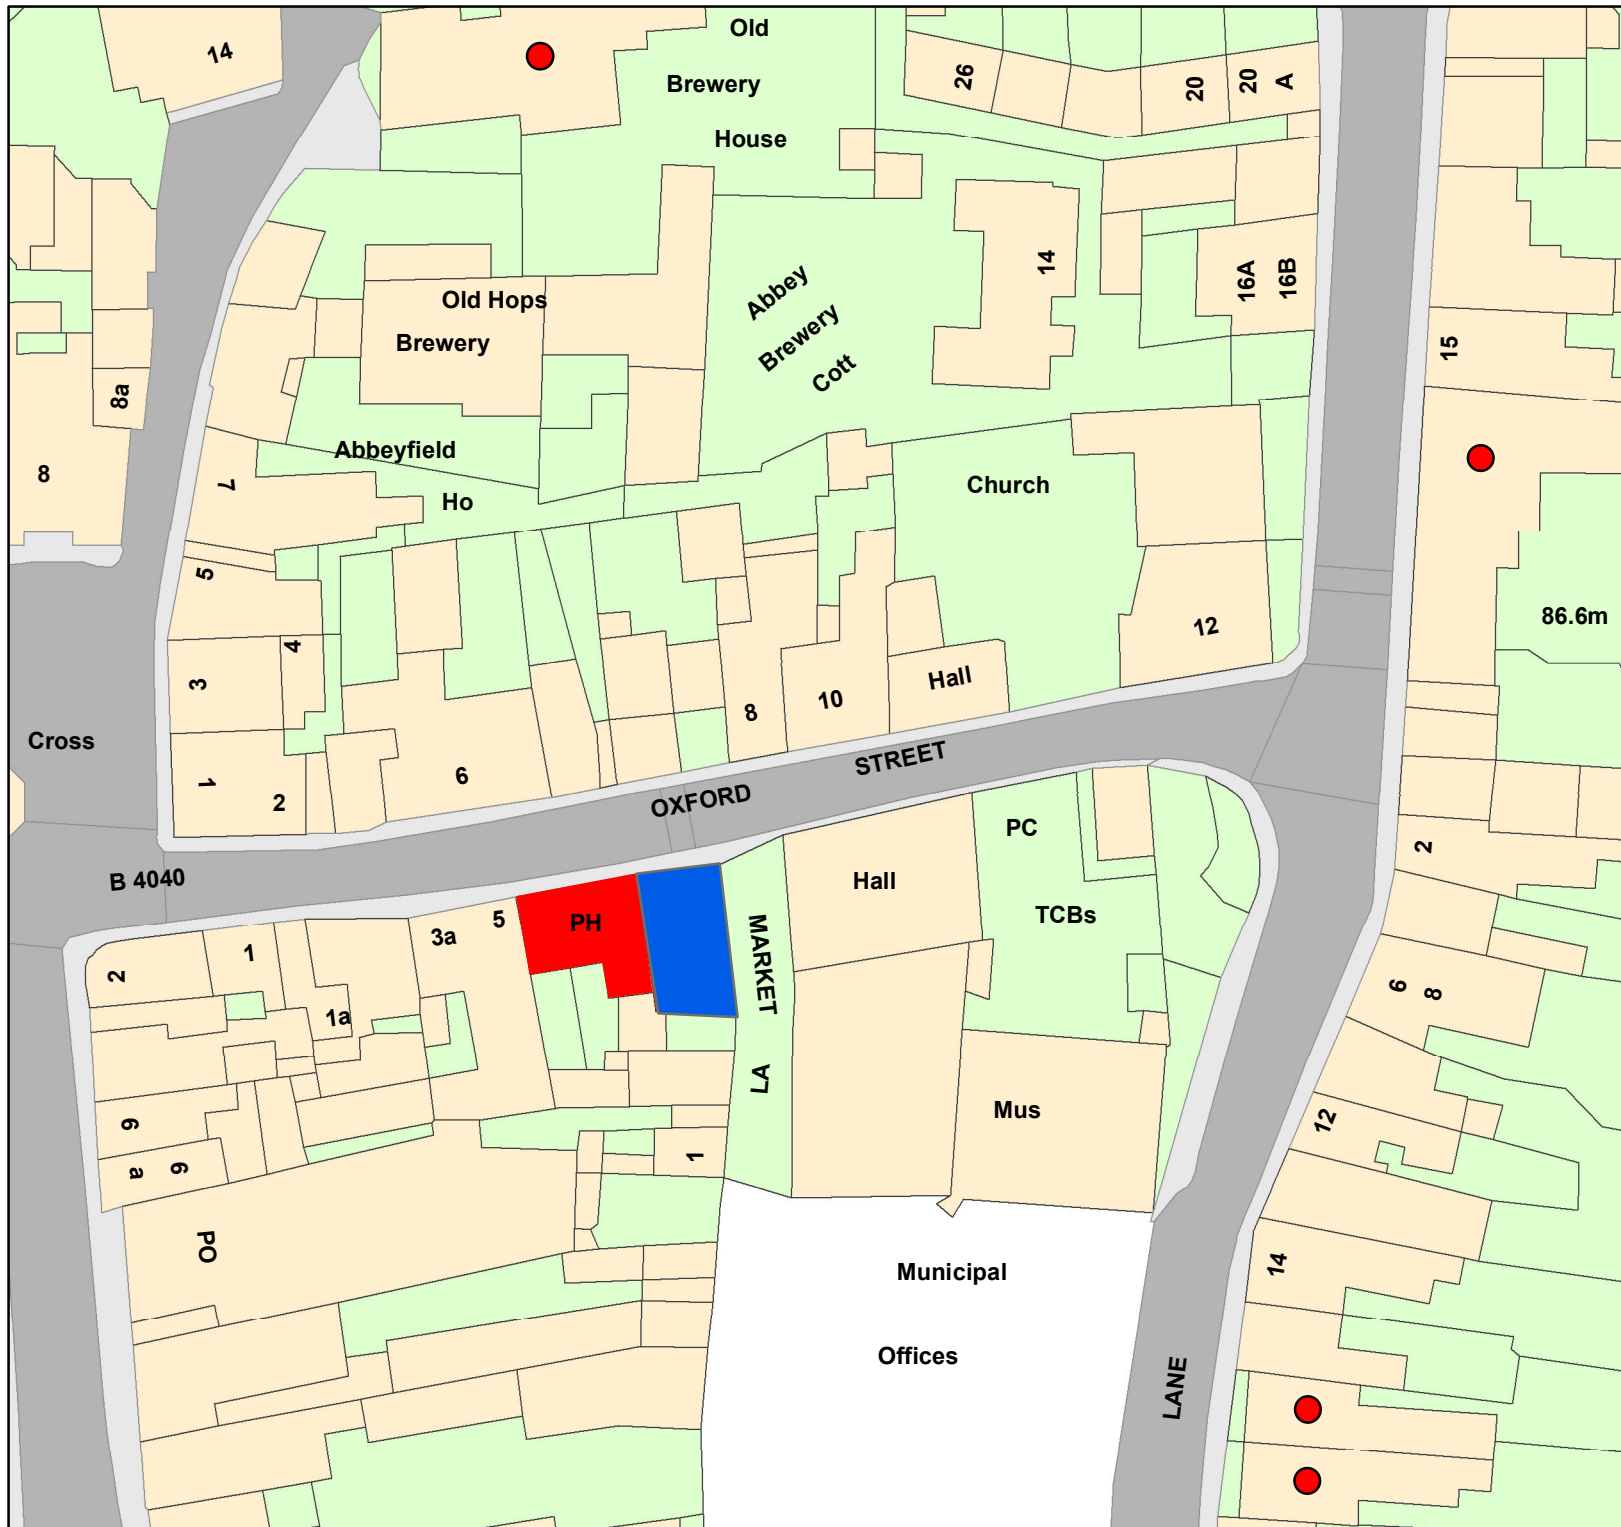 14
Old
Brewery
House
26
20
20
A
14
16A
16B
Old Hops
Brewery
Abbey
Brewery
Cott
15
8a
8
Abbeyfield
Ho
7
Church
5
86.6m
12
4
3
Hall
10
8
Cross
1
2
6
OXFORD
STREET
PC
B 4040
Hall
2
TCBs
PH
5
3a
MARKET
LA
1
2
1a
6
8
Mus
12
6
1
a
6
PO
Municipal
14
Offices
LANE